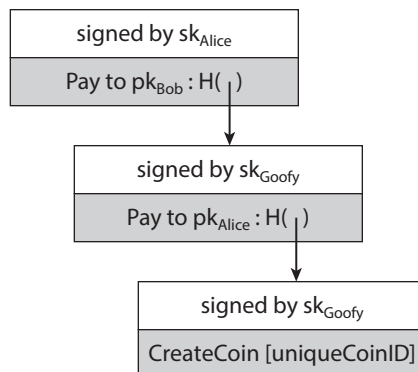 signed by skAlice
Pay to pkBob : H( )
signed by skGoofy
Pay to pkAlice : H( )
signed by skGoofy
CreateCoin [uniqueCoinID]